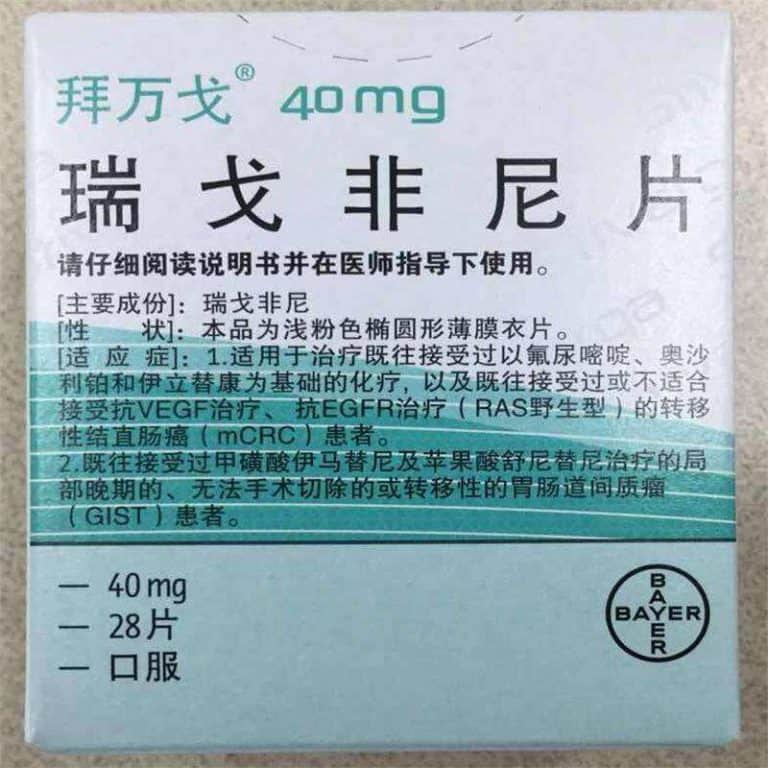 拜万戈® 40mg
瑞戈非尼片
请仔细阅读说明书并在医师指导下使用。
[主要成份]：瑞戈非尼
[性　　状]：本品为浅粉色椭圆形薄膜衣片。
[适 应 症]：1.适用于治疗既往接受过以氟尿嘧啶、奥沙
利铂和伊立替康为基础的化疗，以及既往接受过或不适合
接受抗VEGF治疗、抗EGFR治疗（RAS野生型）的转移
性结直肠癌（mCRC）患者。
2.既往接受过甲磺酸伊马替尼及苹果酸舒尼替尼治疗的局
部晚期的、无法手术切除的或转移性的胃肠道间质瘤
（GIST）患者。
— 40 mg
— 28片
— 口服
BAYER
BAYER